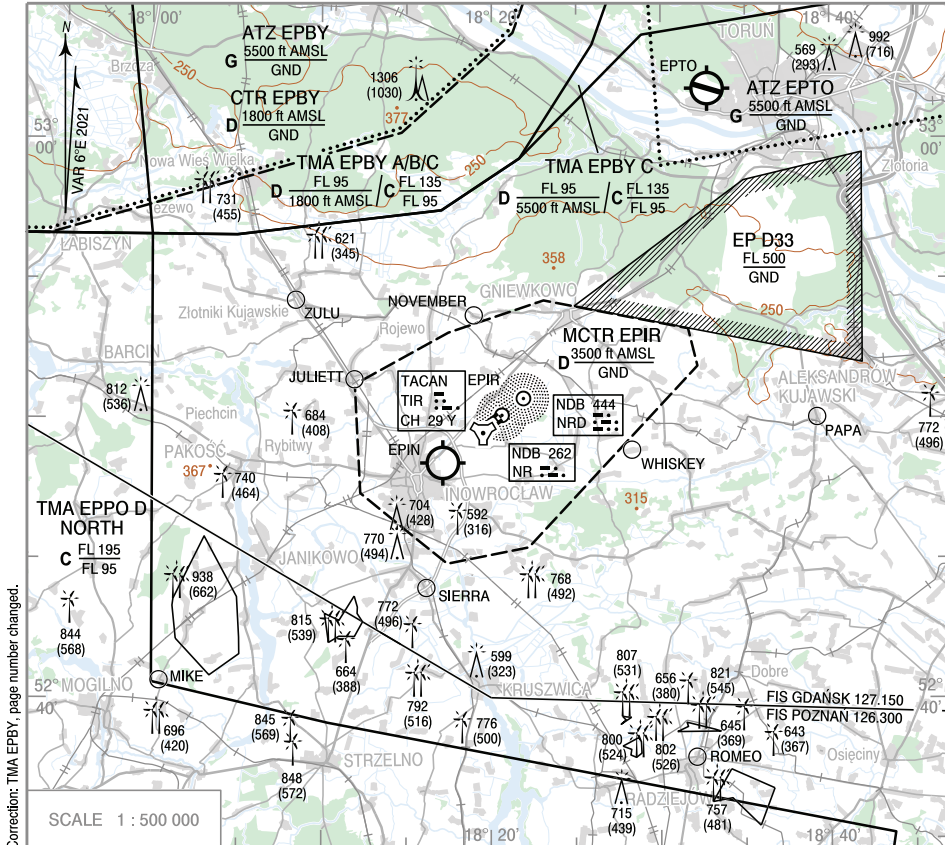 18° 00'
18° 20'
18° 40'
N
VAR 6°E 2021
ATZ EPBY
G 5500 ft AMSL
GND
CTR EPBY
D 1800 ft AMSL
GND
Brzoza
250
1306
(1030)
377
TORUŃ
992
(716)
569
(293)
EPTO
ATZ EPTO
G 5500 ft AMSL
GND
53°
00'
53°
00'
Nowa Wieś Wielka
TMA EPBY A/B/C
D FL 95 / C FL 135
1800 ft AMSL FL 95
250
TMA EPBY C
D FL 95 / C FL 135
5500 ft AMSL FL 95
Złotoria
731
(455)
ŁABISZYN
621
(345)
358
EP D33
FL 500
GND
250
GNIEWKOWO
Złotniki Kujawskie
ZULU
NOVEMBER
Rojewo
MCTR EPIR
D 3500 ft AMSL
GND
BARCIN
JULIETT
TACAN
TIR
CH 29 Y
EPIR
NDB 444
NRD
ALEKSANDRÓW
KUJAWSKI
812
(536)
Piechcin
684
(408)
PAPA
772
(496)
Rybitwy
PAKOŚĆ
367
740
(464)
EPIN
NDB 262
NR
WHISKEY
INOWROCŁAW
315
TMA EPPO D
NORTH
C FL 195
FL 95
704
(428)
592
(316)
770
(494)
JANIKOWO
938
(662)
768
(492)
SIERRA
844
(568)
815
(539)
772
(496)
664
(388)
599
(323)
807
(531)
656
(380)
821
(545)
Dobre
MIKE
MOGILNO
52°
40'
52°
40'
792
(516)
KRUSZWICA
FIS GDAŃSK 127.150
FIS POZNAŃ 126.300
696
(420)
845
(569)
776
(500)
800
(524)
802
(526)
645
(369)
643
(367)
ROMEO
Osięciny
848
(572)
STRZELNO
RADZIEJÓW
715
(439)
757
(481)
SCALE 1 : 500 000
18° 20'
18° 40'
Correction: TMA EPBY, page number changed.